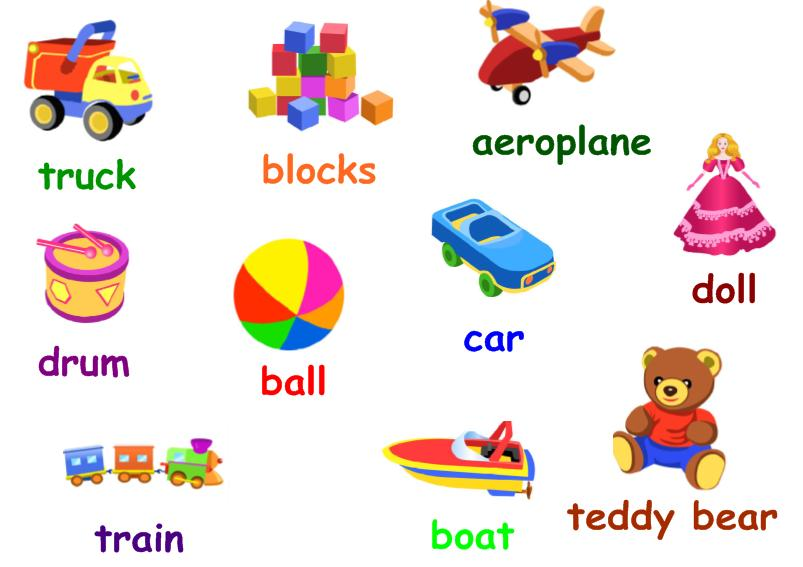 truck
blocks
aeroplane
doll
drum
ball
car
train
boat
teddy bear